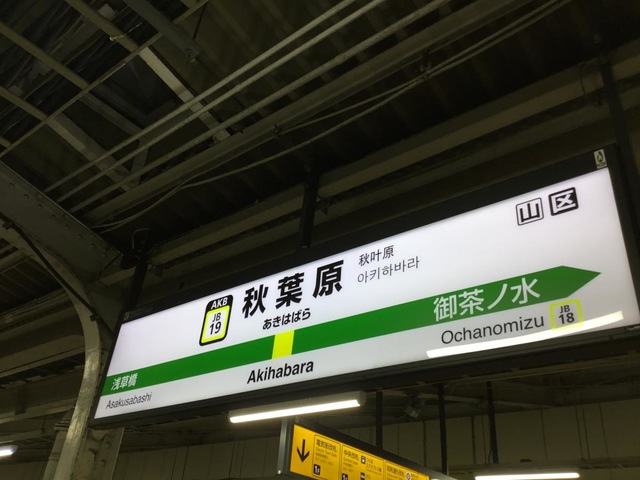 山 区
AKB
JB
19
秋葉原
秋叶原
아키하바라
あきはばら
Akihabara
浅草橋
Asakusabashi
御茶ノ水
Ochanomizu
JB
18